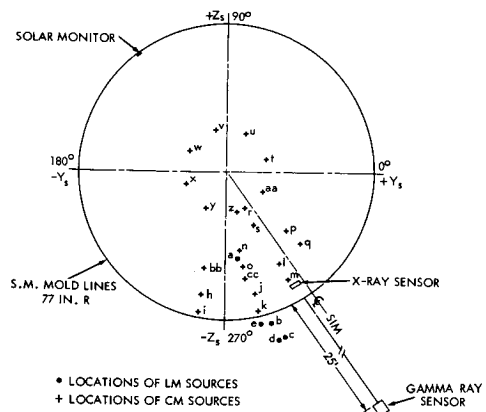 +Zs 90°
SOLAR MONITOR
v
u
w
t
180°
-Ys
0°
+Ys
x
aa
y
z
r
s
p
q
n
a
o
l
bb
cc
m
X-RAY SENSOR
S.M. MOLD LINES
77 IN. R
h
j
i
k
℄ SIM
-Zs 270°
e
b
d
c
25'
• LOCATIONS OF LM SOURCES
+ LOCATIONS OF CM SOURCES
GAMMA RAY
SENSOR